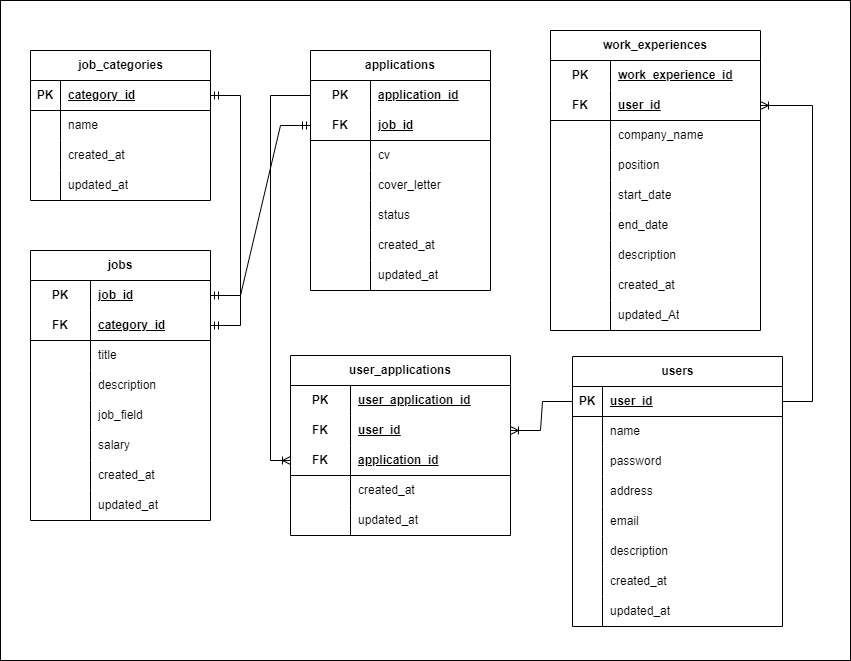 job_categories
PK category_id
name
created_at
updated_at
applications
PK application_id
FK job_id
cv
cover_letter
status
created_at
updated_at
work_experiences
PK work_experience_id
FK user_id
company_name
position
start_date
end_date
description
created_at
updated_At
jobs
PK job_id
FK category_id
title
description
job_field
salary
created_at
updated_at
user_applications
PK user_application_id
FK user_id
FK application_id
created_at
updated_at
users
PK user_id
name
password
address
email
description
created_at
updated_at